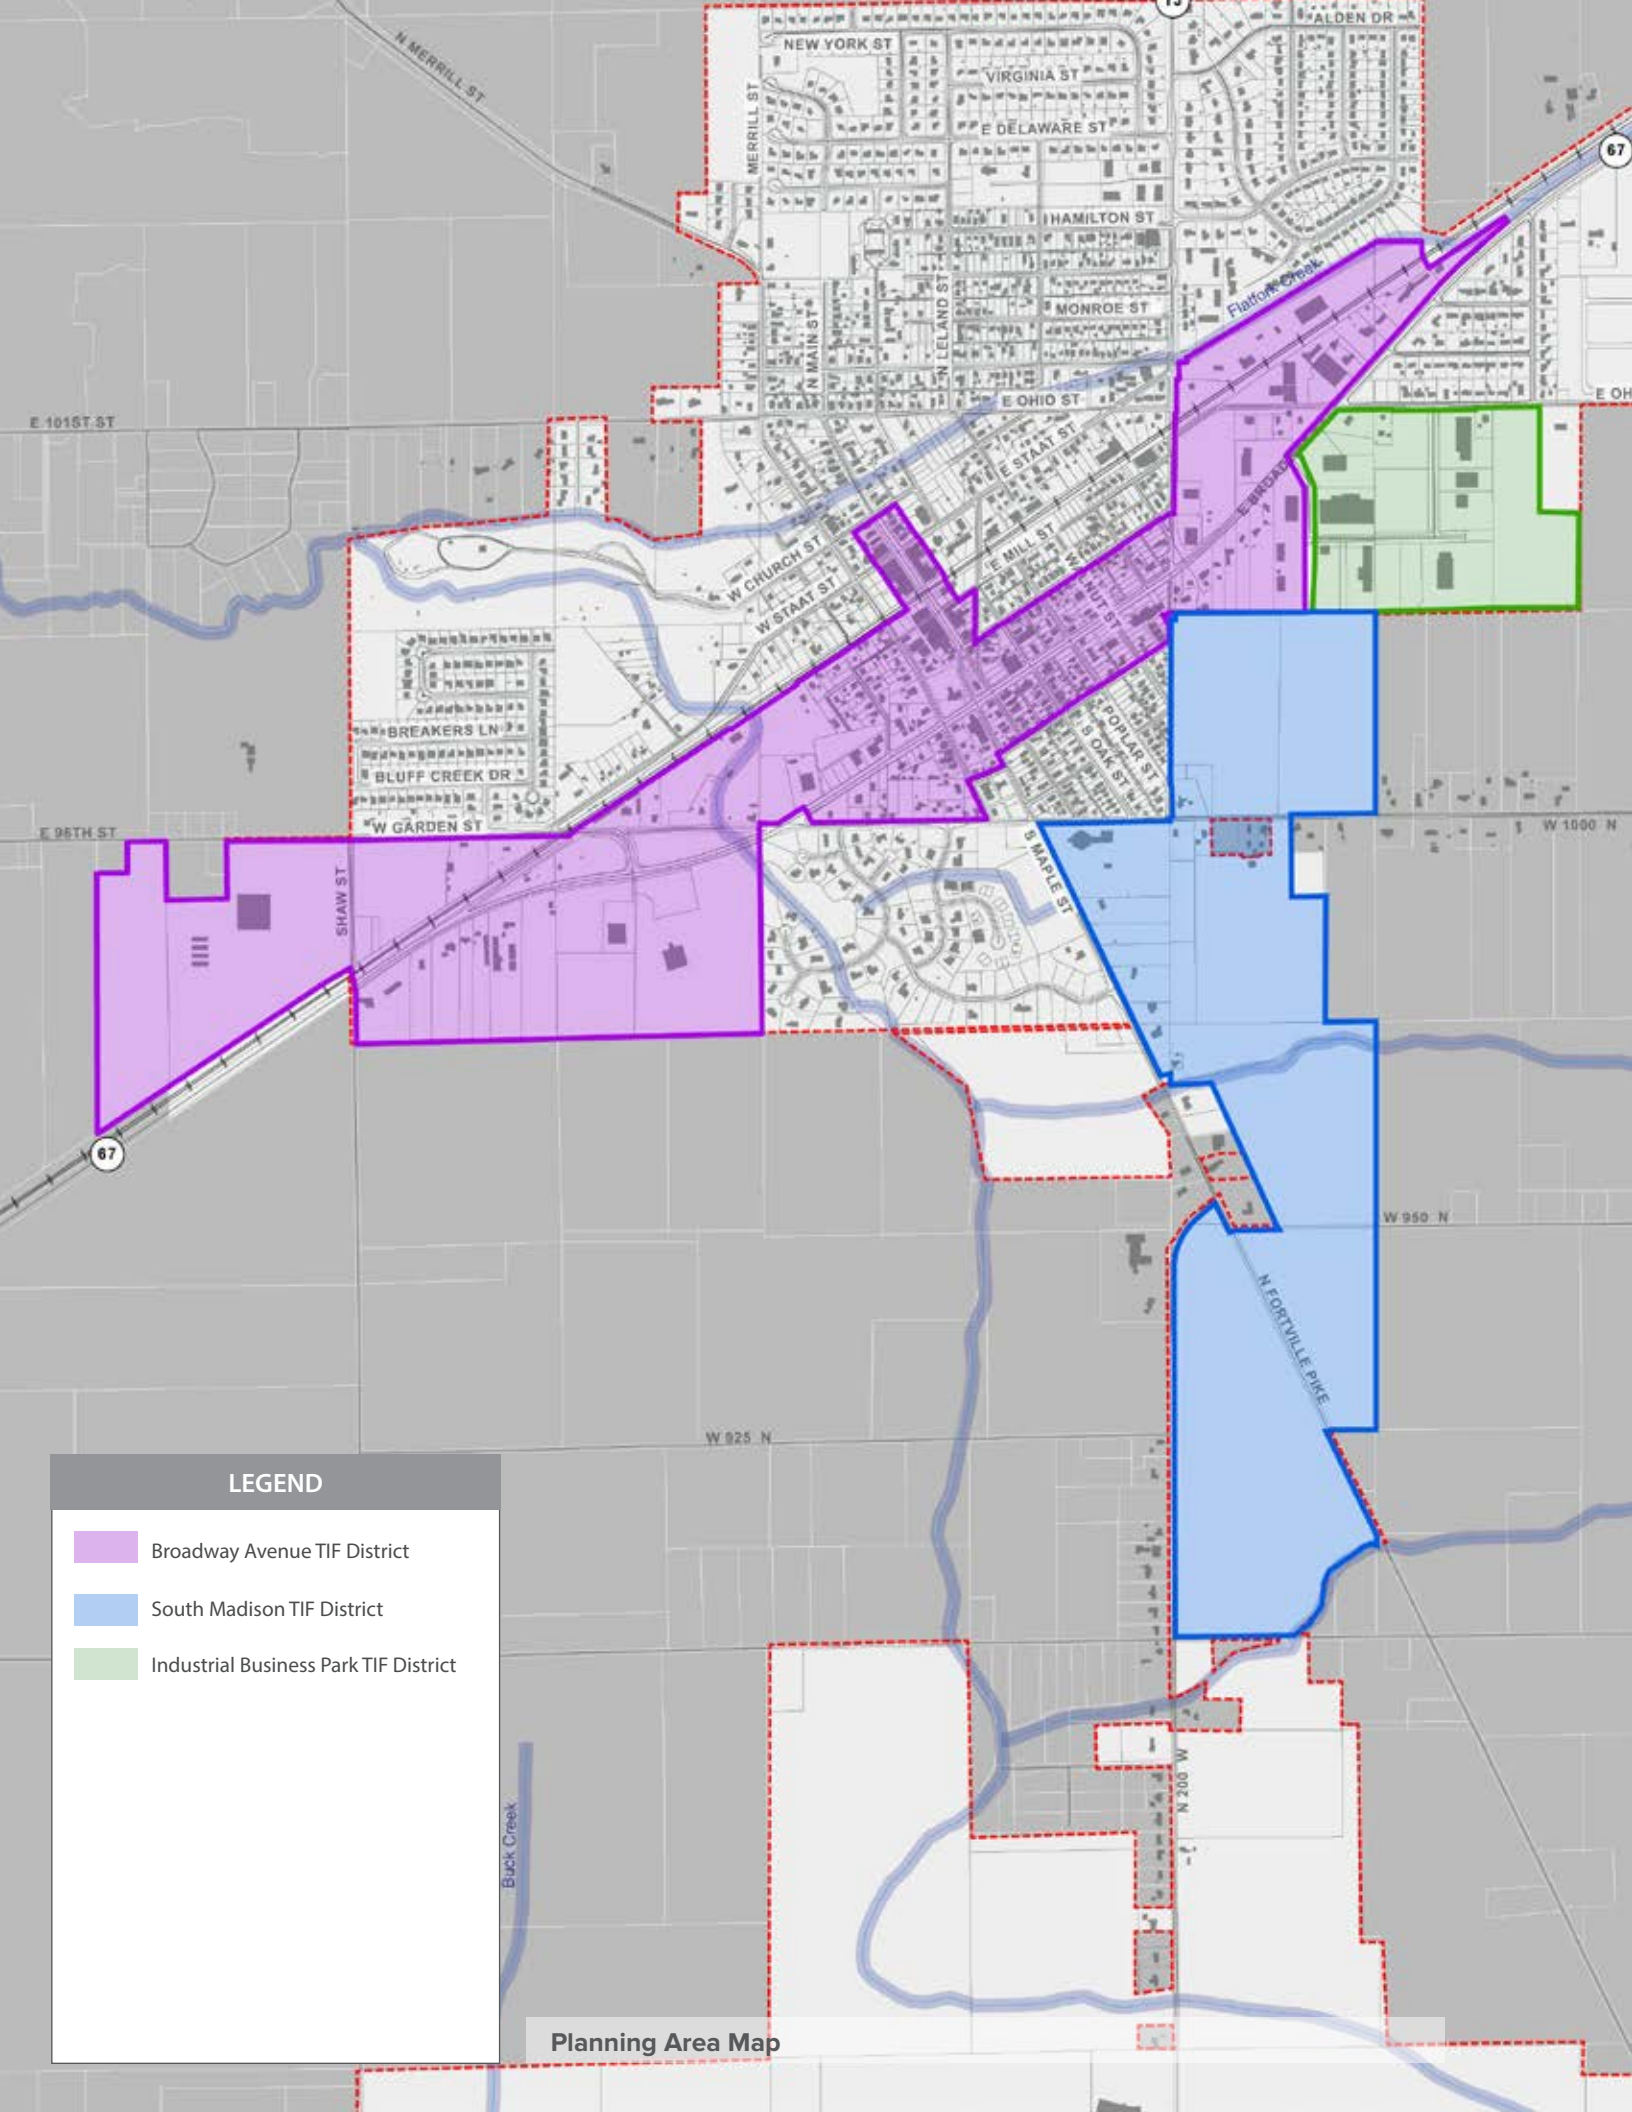 13
ALDEN DR
NEW YORK ST
N MERRILL ST
VIRGINIA ST
MERRILL ST
E DELAWARE ST
67
HAMILTON ST
Flatfork Creek
N LELAND ST
MONROE ST
N MAIN ST
E OHIO ST
E OH
E 101ST ST
E STAAT ST
E BROAD
E MILL ST
W CHURCH ST
W STAAT ST
WALNUT ST
POPLAR ST
S OAK ST
BREAKERS LN
BLUFF CREEK DR
W GARDEN ST
E 96TH ST
W 1000 N
S MAPLE ST
SHAW ST
67
W 950 N
N FORTVILLE PIKE
W 925 N
LEGEND
Broadway Avenue TIF District
South Madison TIF District
Industrial Business Park TIF District
N 200 W
Buck Creek
Planning Area Map